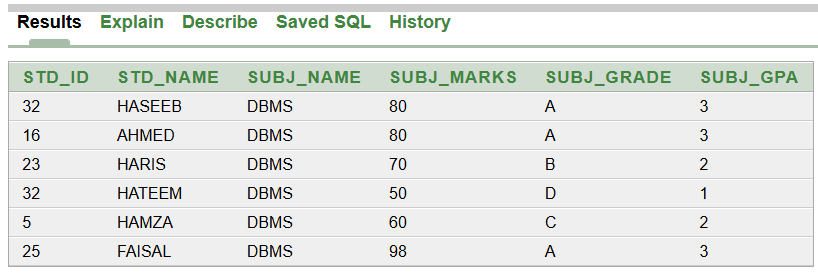 Results Explain Describe Saved SQL History
STD_ID STD_NAME SUBJ_NAME SUBJ_MARKS SUBJ_GRADE SUBJ_GPA
32 HASEEB DBMS 80 A 3
16 AHMED DBMS 80 A 3
23 HARIS DBMS 70 B 2
32 HATEEM DBMS 50 D 1
5 HAMZA DBMS 60 C 2
25 FAISAL DBMS 98 A 3